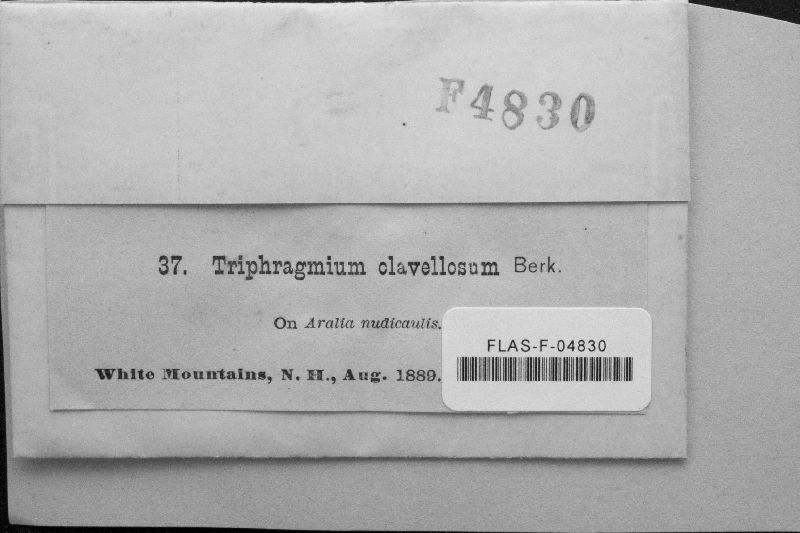 F4830
37. Triphragmium clavellosum Berk.
On Aralia nudicaulis.
White Mountains, N. H., Aug. 1889.
FLAS-F-04830